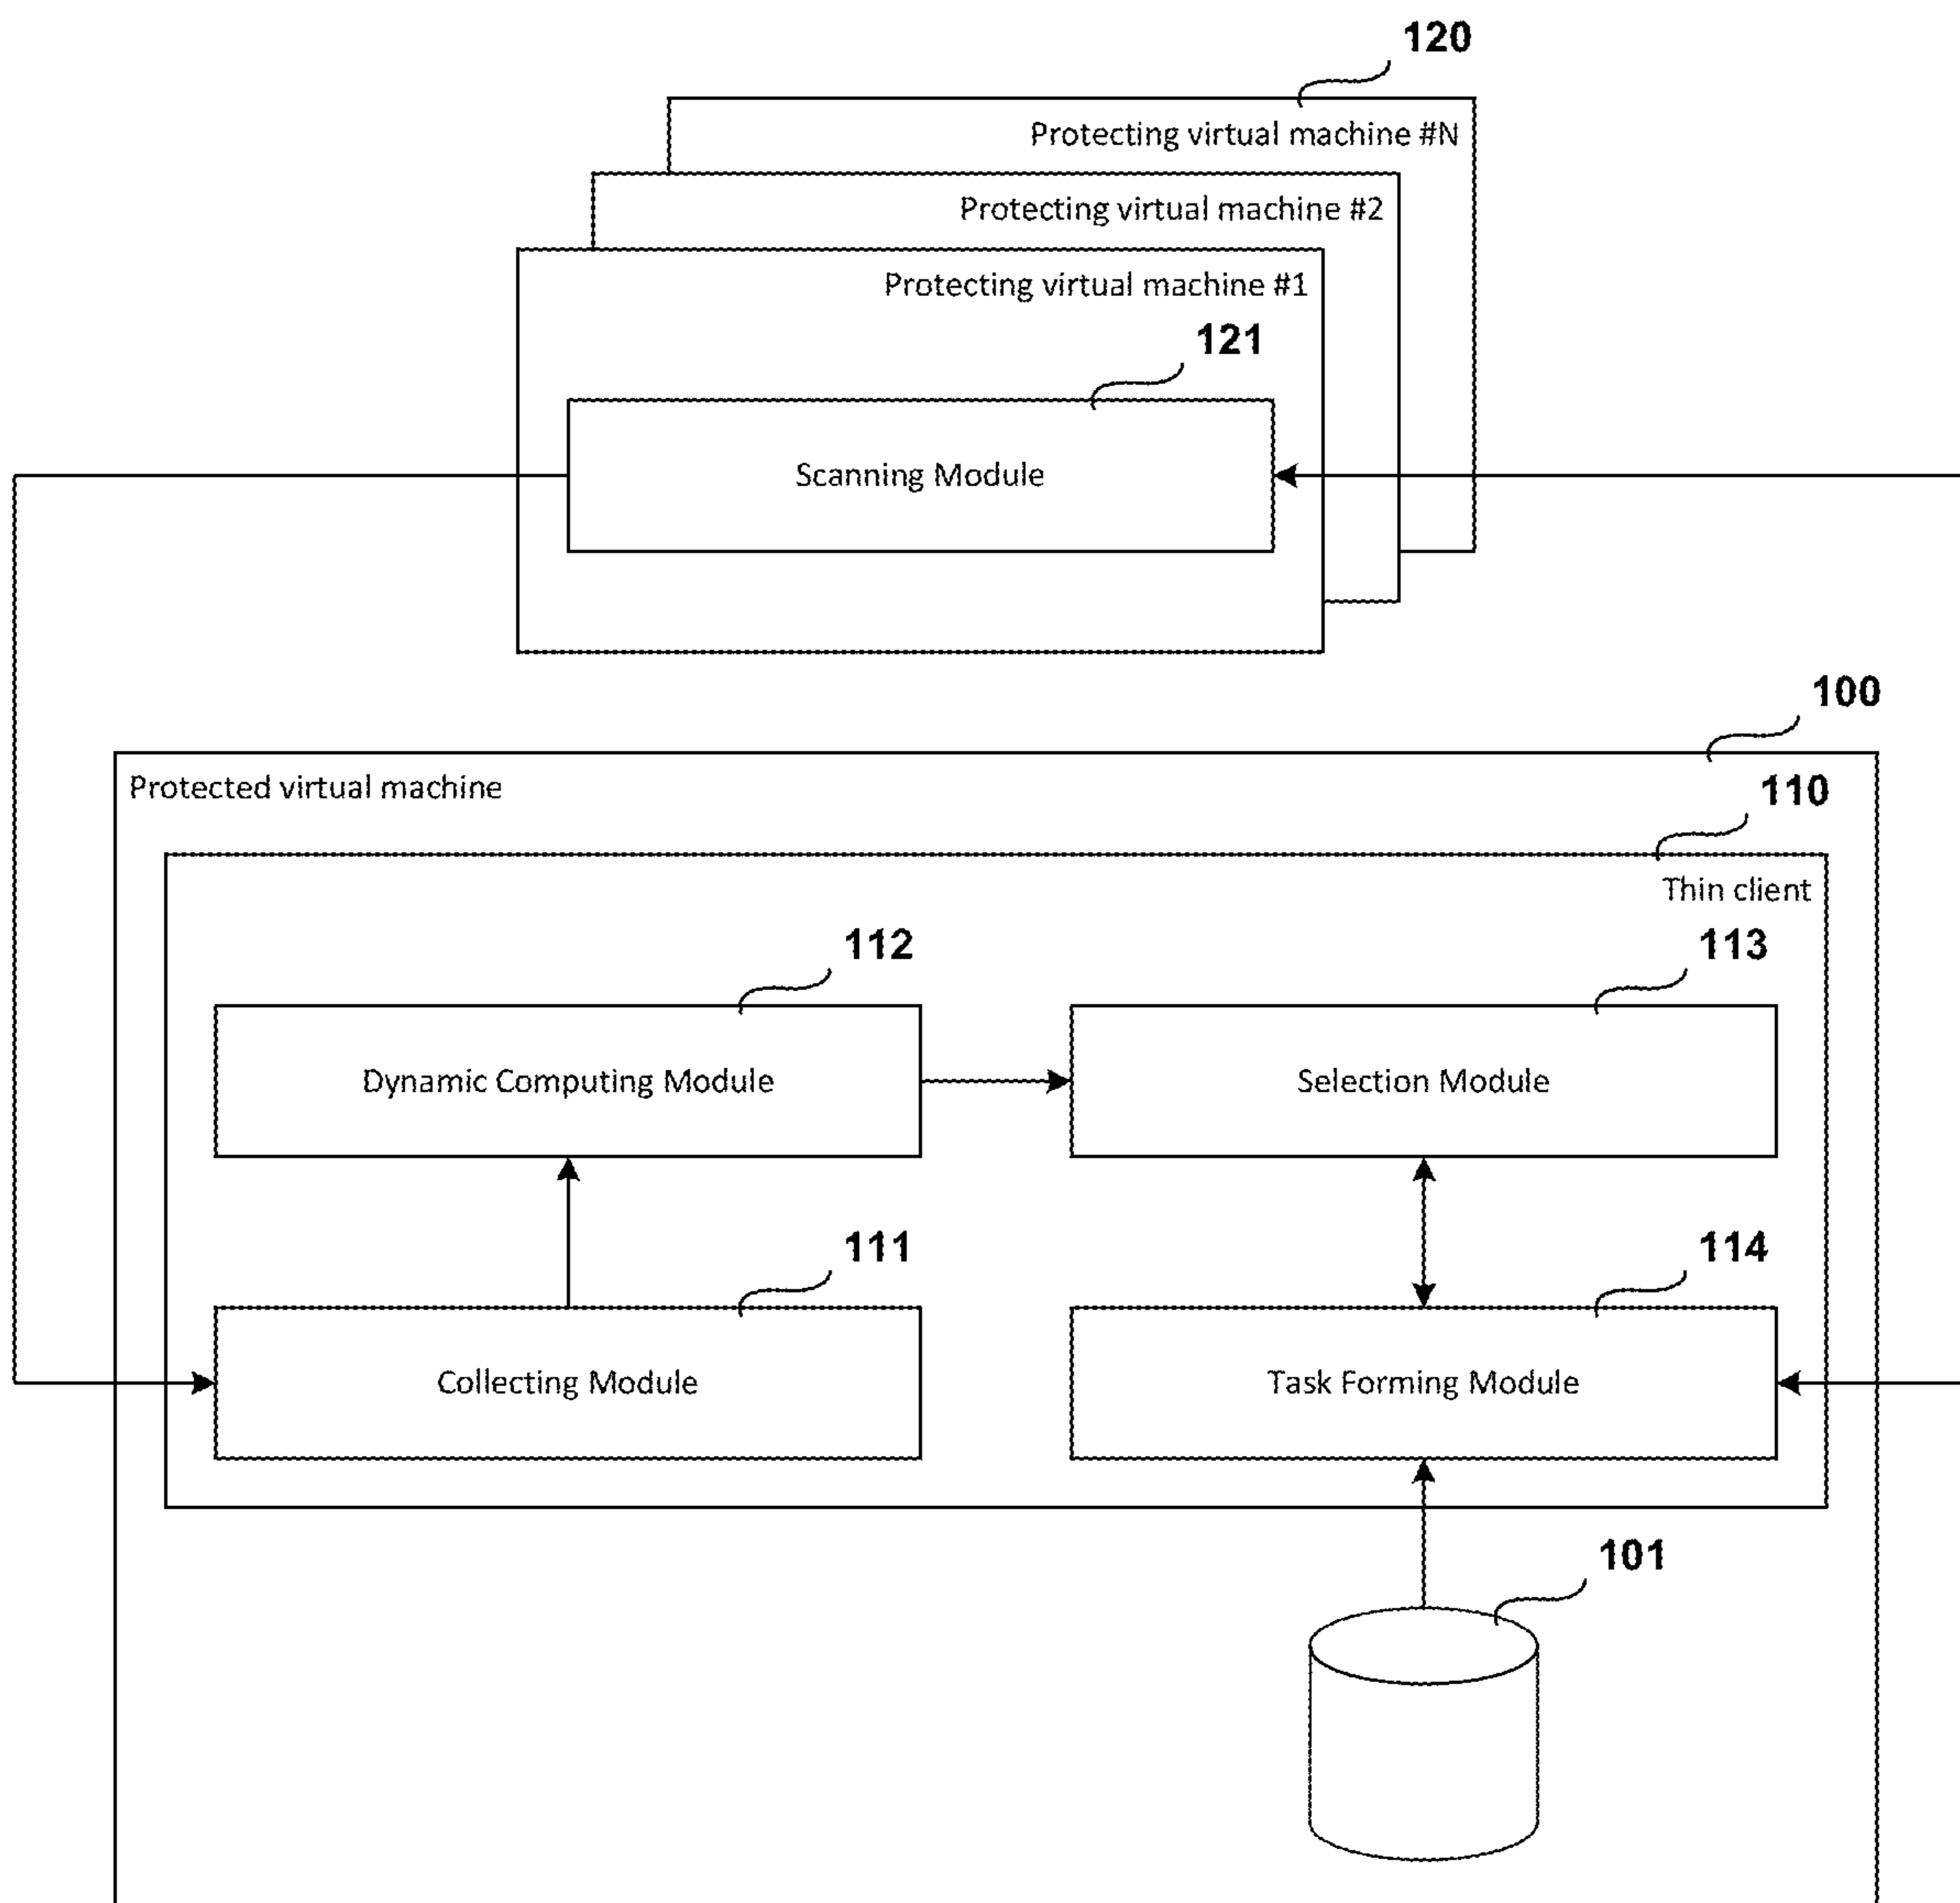 120
Protecting virtual machine #N
Protecting virtual machine #2
Protecting virtual machine #1
121
Scanning Module
100
Protected virtual machine
110
Thin client
112
113
Dynamic Computing Module
Selection Module
111
114
Collecting Module
Task Forming Module
101